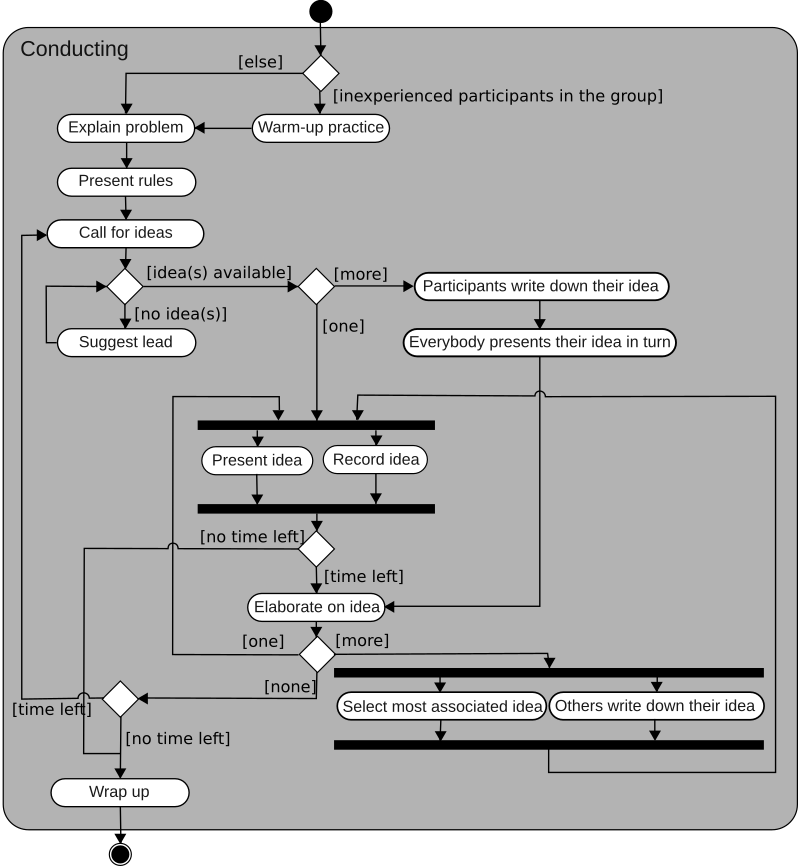 Conducting
[else]
[inexperienced participants in the group]
Explain problem
Warm-up practice
Present rules
Call for ideas
[idea(s) available]
[more]
Participants write down their idea
[no idea(s)]
[one]
Suggest lead
Everybody presents their idea in turn
Present idea
Record idea
[no time left]
[time left]
Elaborate on idea
[one]
[more]
[none]
[time left]
Select most associated idea
Others write down their idea
[no time left]
Wrap up